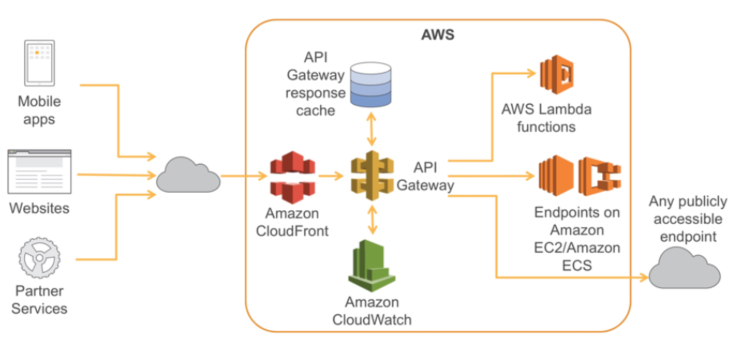 AWS
Mobile
apps
Websites
Partner
Services
API
Gateway
response
cache
Amazon
CloudFront
API
Gateway
Amazon
CloudWatch
AWS Lambda
functions
Endpoints on
Amazon
EC2/Amazon
ECS
Any publicly
accessible
endpoint